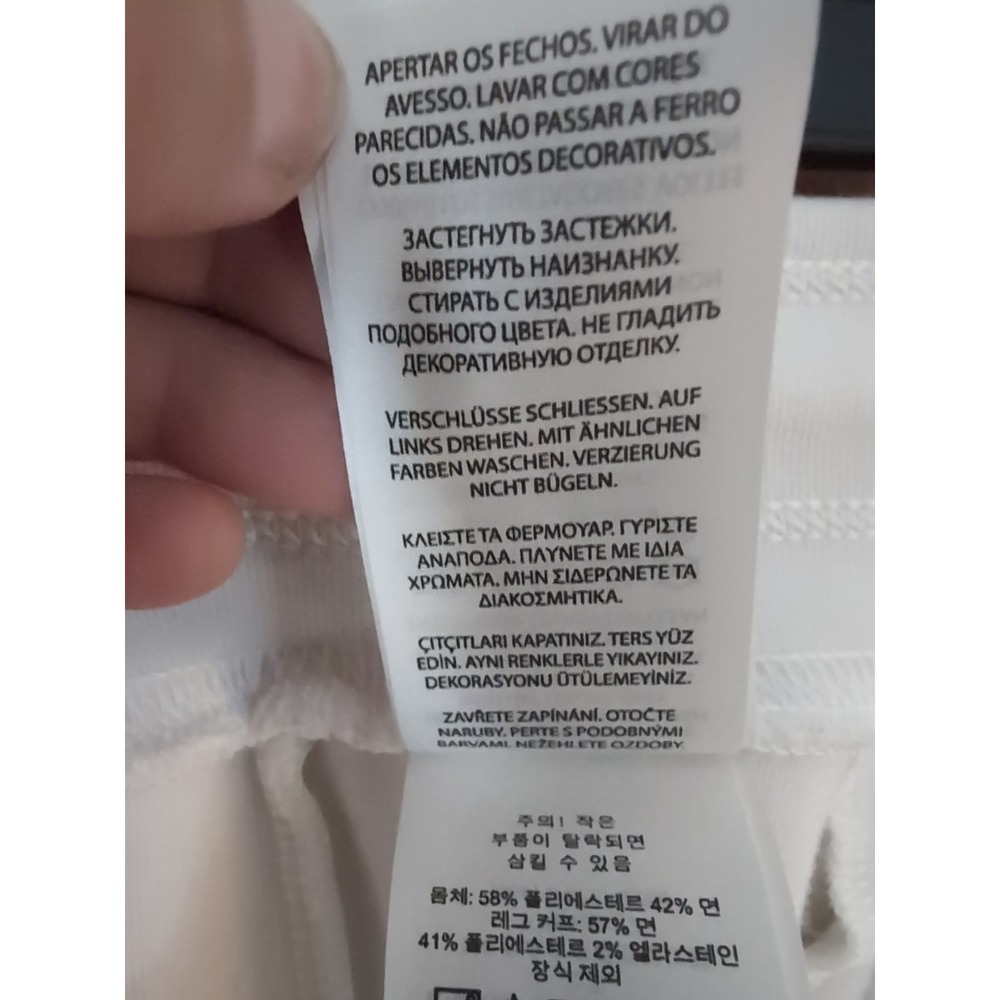 APERTAR OS FECHOS. VIRAR DO
AVESSO. LAVAR COM CORES
PARECIDAS. NÃO PASSAR A FERRO
OS ELEMENTOS DECORATIVOS.
ЗАСТЕГНУТЬ ЗАСТЕЖКИ.
ВЫВЕРНУТЬ НАИЗНАНКУ.
СТИРАТЬ С ИЗДЕЛИЯМИ
ПОДОБНОГО ЦВЕТА. НЕ ГЛАДИТЬ
ДЕКОРАТИВНУЮ ОТДЕЛКУ.
VERSCHLÜSSE SCHLIESSEN. AUF
LINKS DREHEN. MIT ÄHNLICHEN
FARBEN WASCHEN. VERZIERUNG
NICHT BÜGELN.
ΚΛΕΙΣΤΕ ΤΑ ΦΕΡΜΟΥΑΡ. ΓΥΡΙΣΤΕ
ΑΝΑΠΟΔΑ. ΠΛΥΝΕΤΕ ΜΕ ΙΔΙΑ
ΧΡΩΜΑΤΑ. ΜΗΝ ΣΙΔΕΡΩΝΕΤΕ ΤΑ
ΔΙΑΚΟΣΜΗΤΙΚΑ.
ÇITÇITLARI KAPATINIZ. TERS YÜZ
EDİN. AYNI RENKLERLE YIKAYINIZ.
DEKORASYONU ÜTÜLEMEYİNİZ.
ZAVŘETE ZAPÍNÁNÍ. OTOČTE
NARUBY. PERTE S PODOBNÝMI
BARVAMI. NEŽEHLETE OZDOBY.
주의! 작은
부품이 탈락되면
삼킬 수 있음
몸체: 58% 폴리에스테르 42% 면
레그 커프: 57% 면
41% 폴리에스테르 2% 엘라스테인
장식 제외